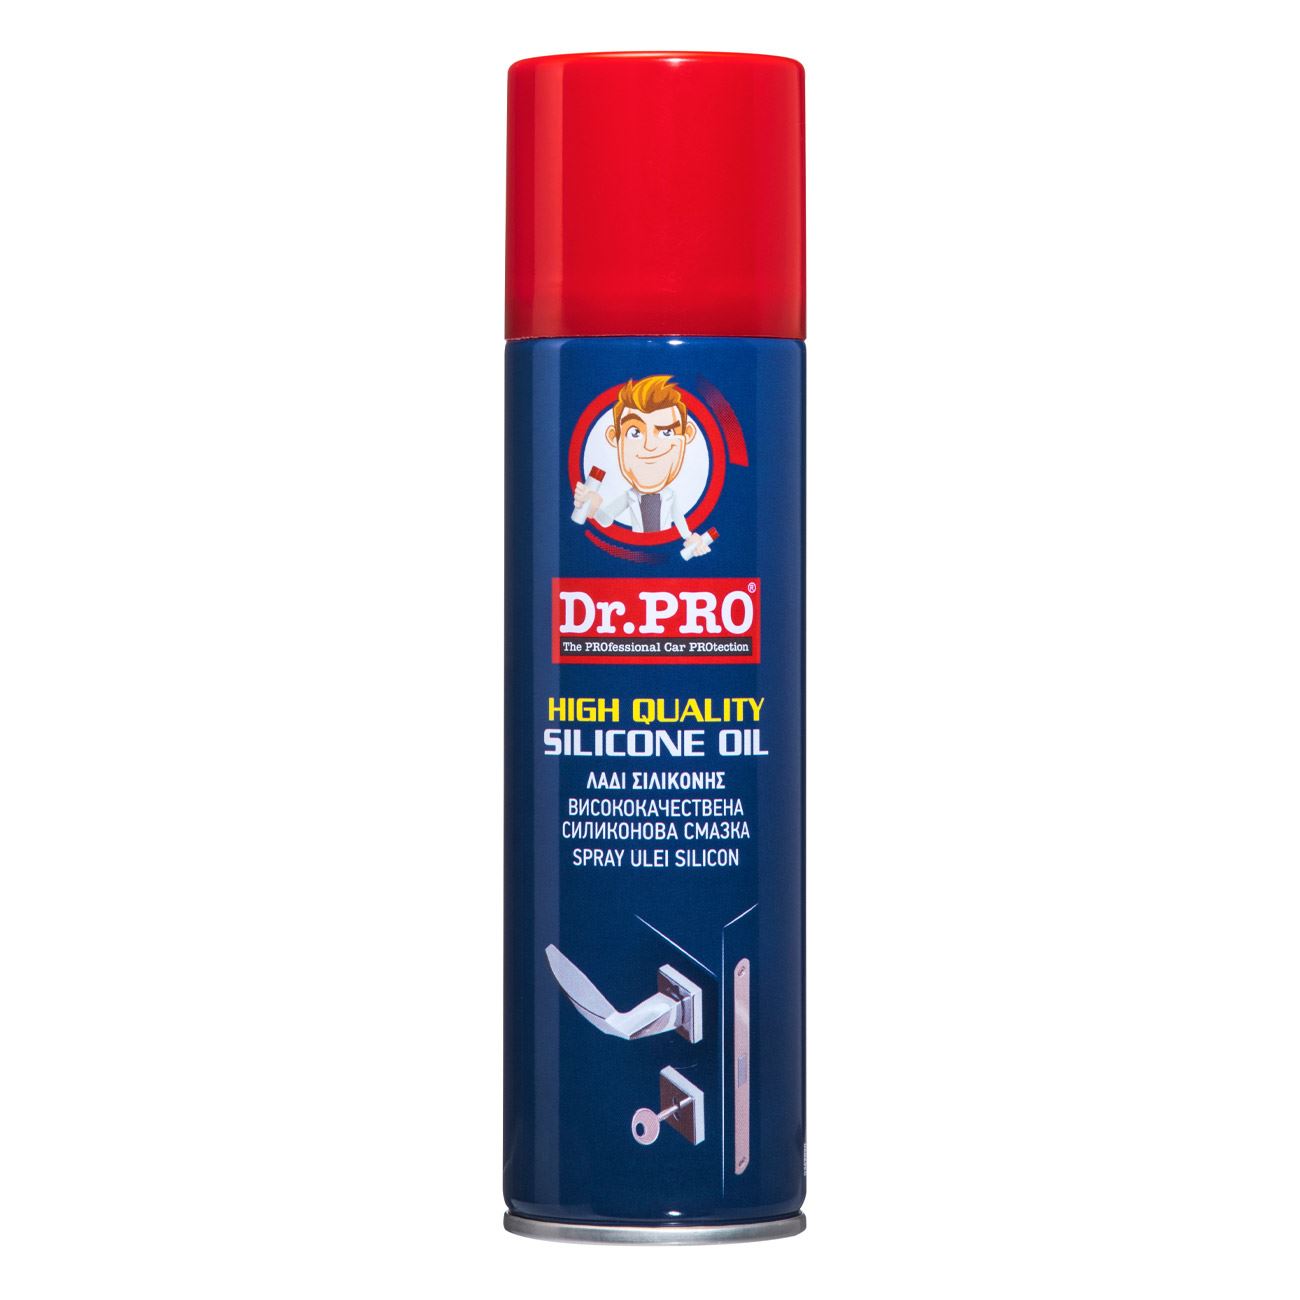 Dr.PRO®
The PROfessional Car PROtection
HIGH QUALITY
SILICONE OIL
ΛΑΔΙ ΣΙΛΙΚΟΝΗΣ
ВИСОКОКАЧЕСТВЕНА
СИЛИКОНОВА СМАЗКА
SPRAY ULEI SILICON